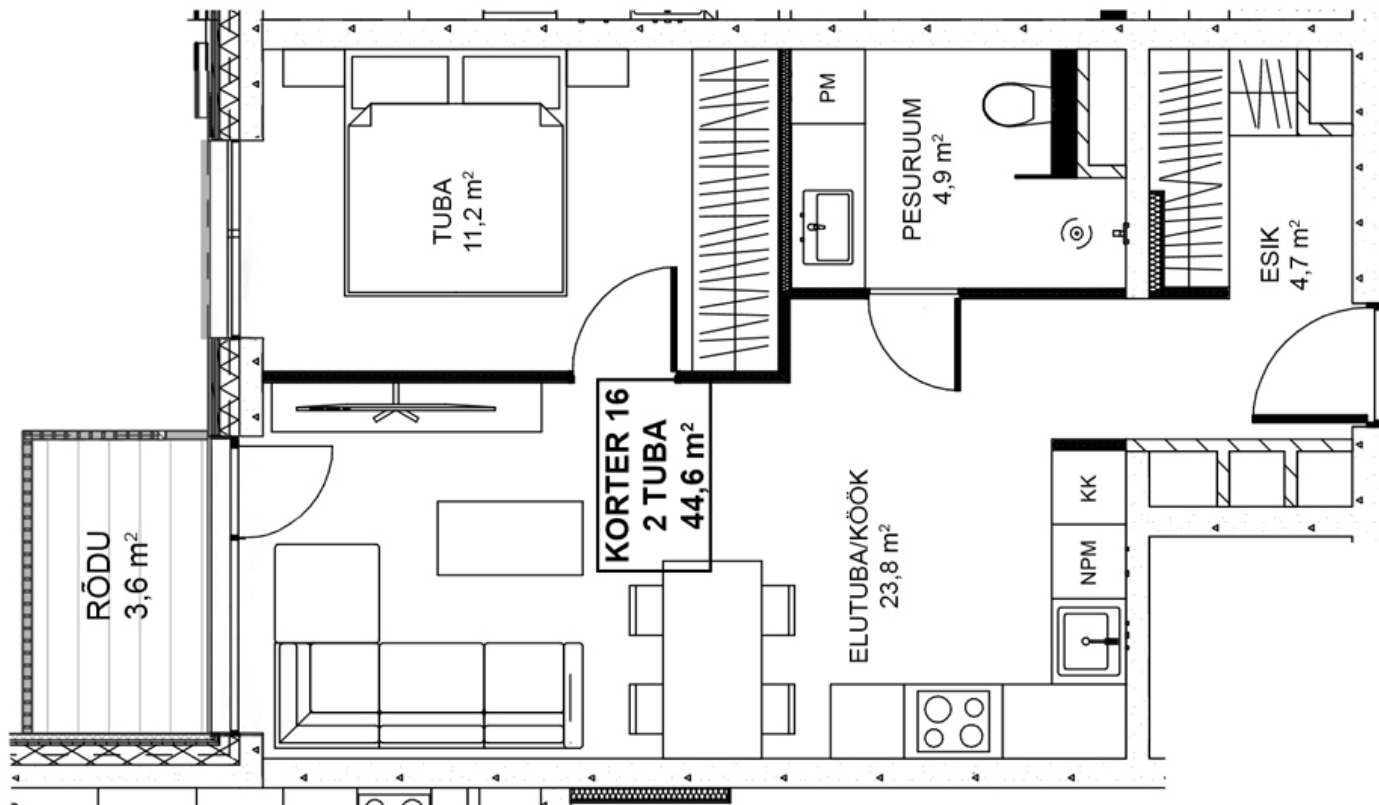 TUBA
11,2 m²
PM
PESURUUM
4,9 m²
ESIK
4,7 m²
KORTER 16
2 TUBA
44,6 m²
RÕDU
3,6 m²
ELUTUBA/KÖÖK
23,8 m²
KK
NPM